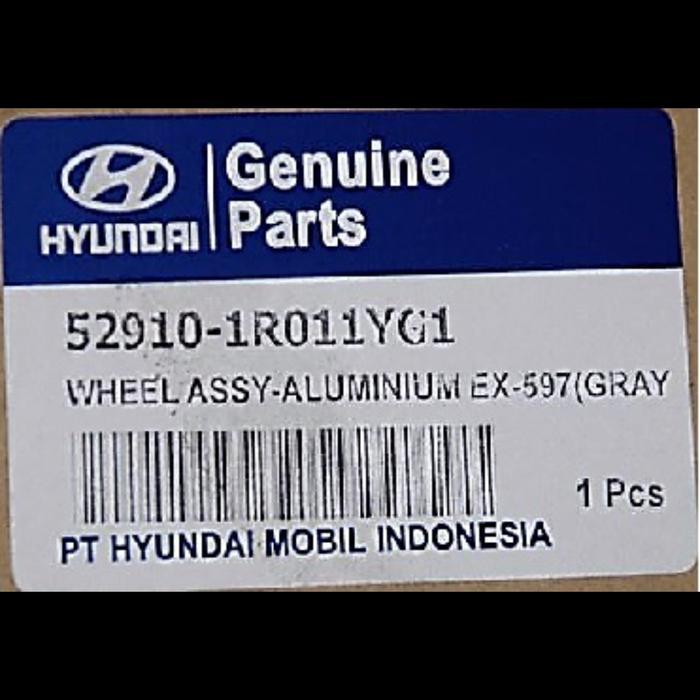 Genuine
HYUNDAI Parts
52910-1R011YG1
WHEEL ASSY-ALUMINIUM EX-597(GRAY
1 Pcs
PT HYUNDAI MOBIL INDONESIA